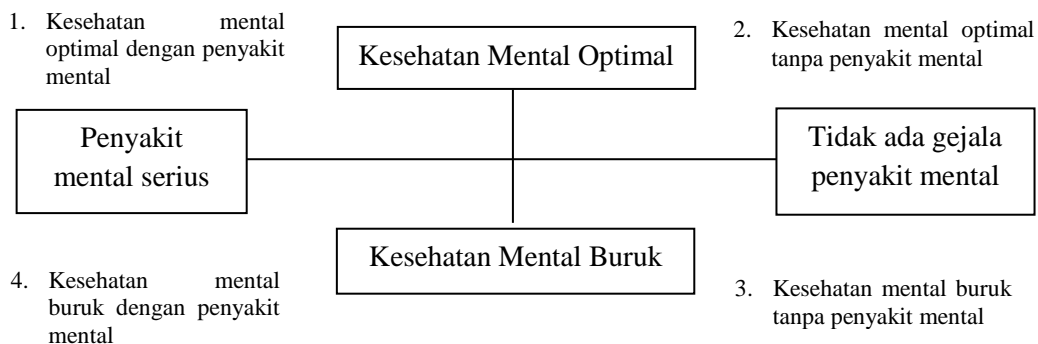 1. Kesehatan mental
optimal dengan penyakit
mental
Kesehatan Mental Optimal
2. Kesehatan mental optimal
tanpa penyakit mental
Penyakit
mental serius
Tidak ada gejala
penyakit mental
Kesehatan Mental Buruk
4. Kesehatan mental
buruk dengan penyakit
mental
3. Kesehatan mental buruk
tanpa penyakit mental